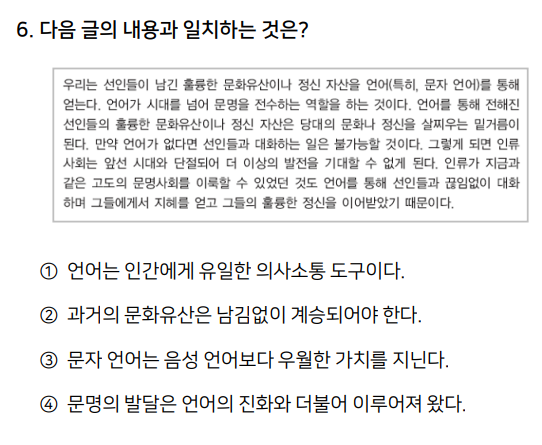 6. 다음 글의 내용과 일치하는 것은?
우리는 선인들이 남긴 훌륭한 문화유산이나 정신 자산을 언어(특히, 문자 언어)를 통해
얻는다. 언어가 시대를 넘어 문명을 전수하는 역할을 하는 것이다. 언어를 통해 전해진
선인들의 훌륭한 문화유산이나 정신 자산은 당대의 문화나 정신을 살찌우는 밑거름이
된다. 만약 언어가 없다면 선인들과 대화하는 일은 불가능할 것이다. 그렇게 되면 인류
사회는 앞선 시대와 단절되어 더 이상의 발전을 기대할 수 없게 된다. 인류가 지금과
같은 고도의 문명사회를 이룩할 수 있었던 것도 언어를 통해 선인들과 끊임없이 대화
하며 그들에게서 지혜를 얻고 그들의 훌륭한 정신을 이어받았기 때문이다.
① 언어는 인간에게 유일한 의사소통 도구이다.
② 과거의 문화유산은 남김없이 계승되어야 한다.
③ 문자 언어는 음성 언어보다 우월한 가치를 지닌다.
④ 문명의 발달은 언어의 진화와 더불어 이루어져 왔다.